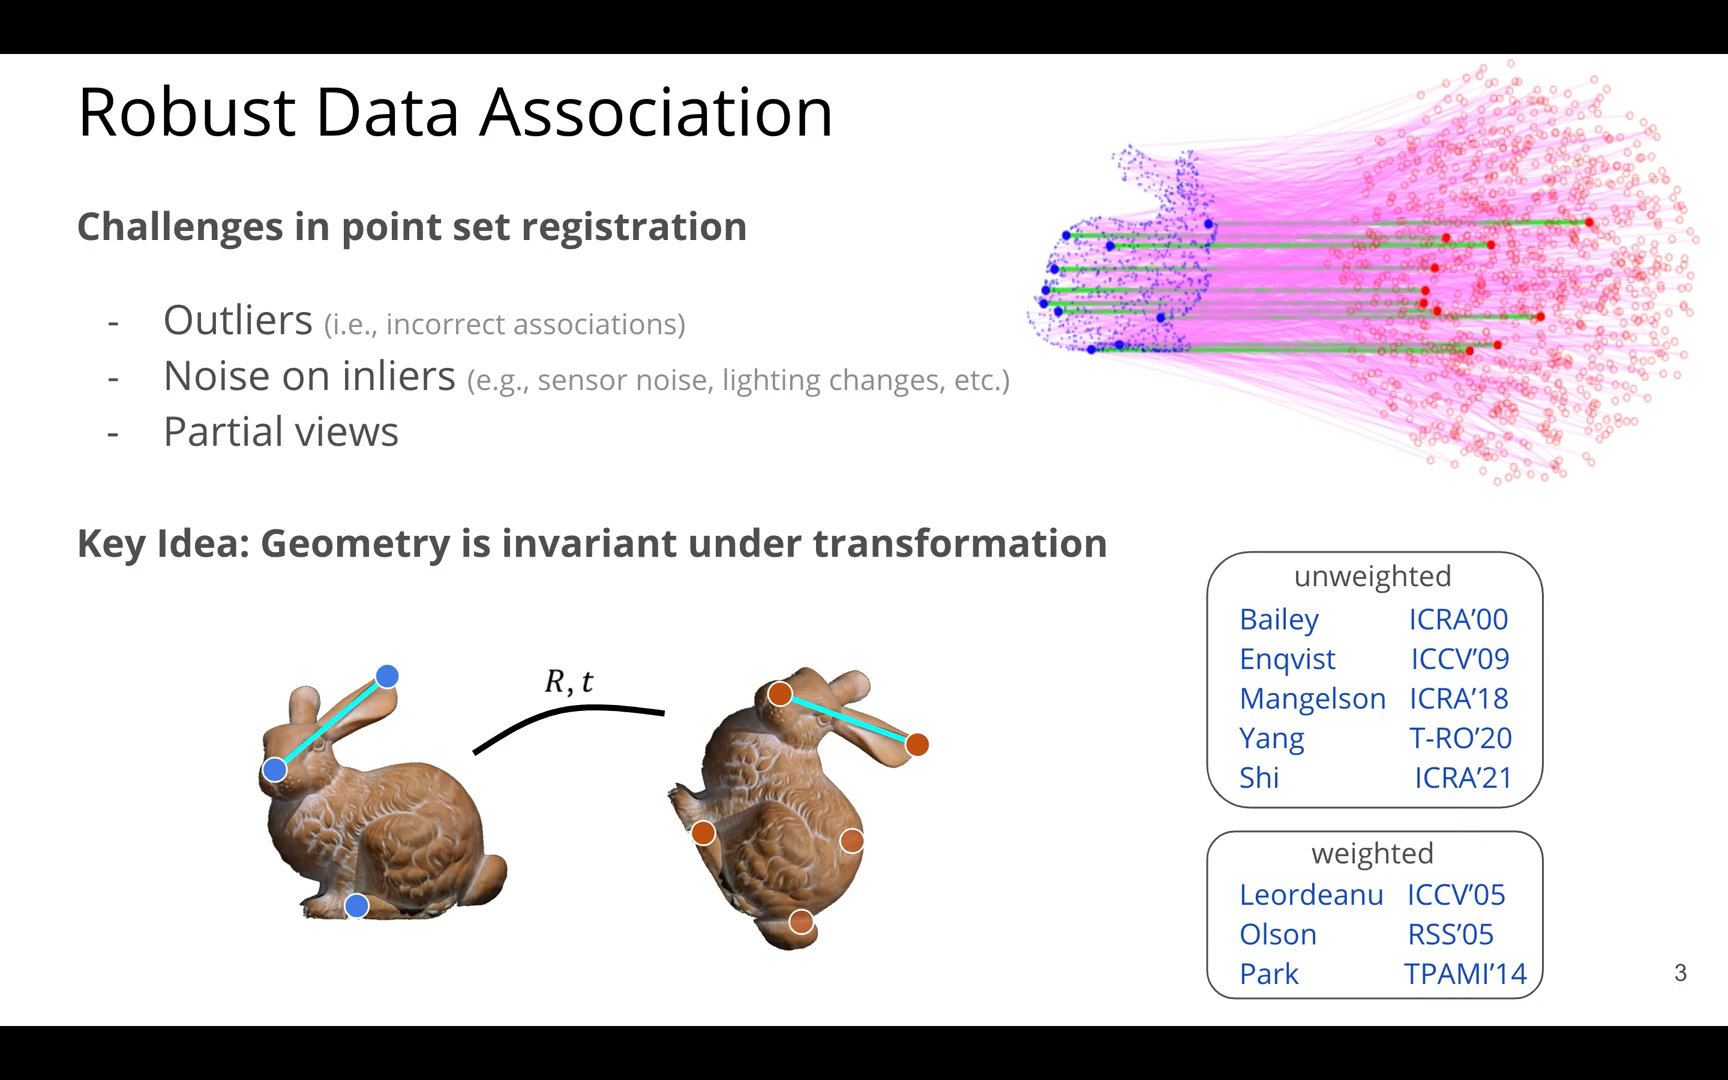 Robust Data Association
Challenges in point set registration
- Outliers (i.e., incorrect associations)
- Noise on inliers (e.g., sensor noise, lighting changes, etc.)
- Partial views
Key Idea: Geometry is invariant under transformation
R, t
unweighted
Bailey ICRA’00
Enqvist ICCV’09
Mangelson ICRA’18
Yang T-RO’20
Shi ICRA’21
weighted
Leordeanu ICCV’05
Olson RSS’05
Park TPAMI’14
3